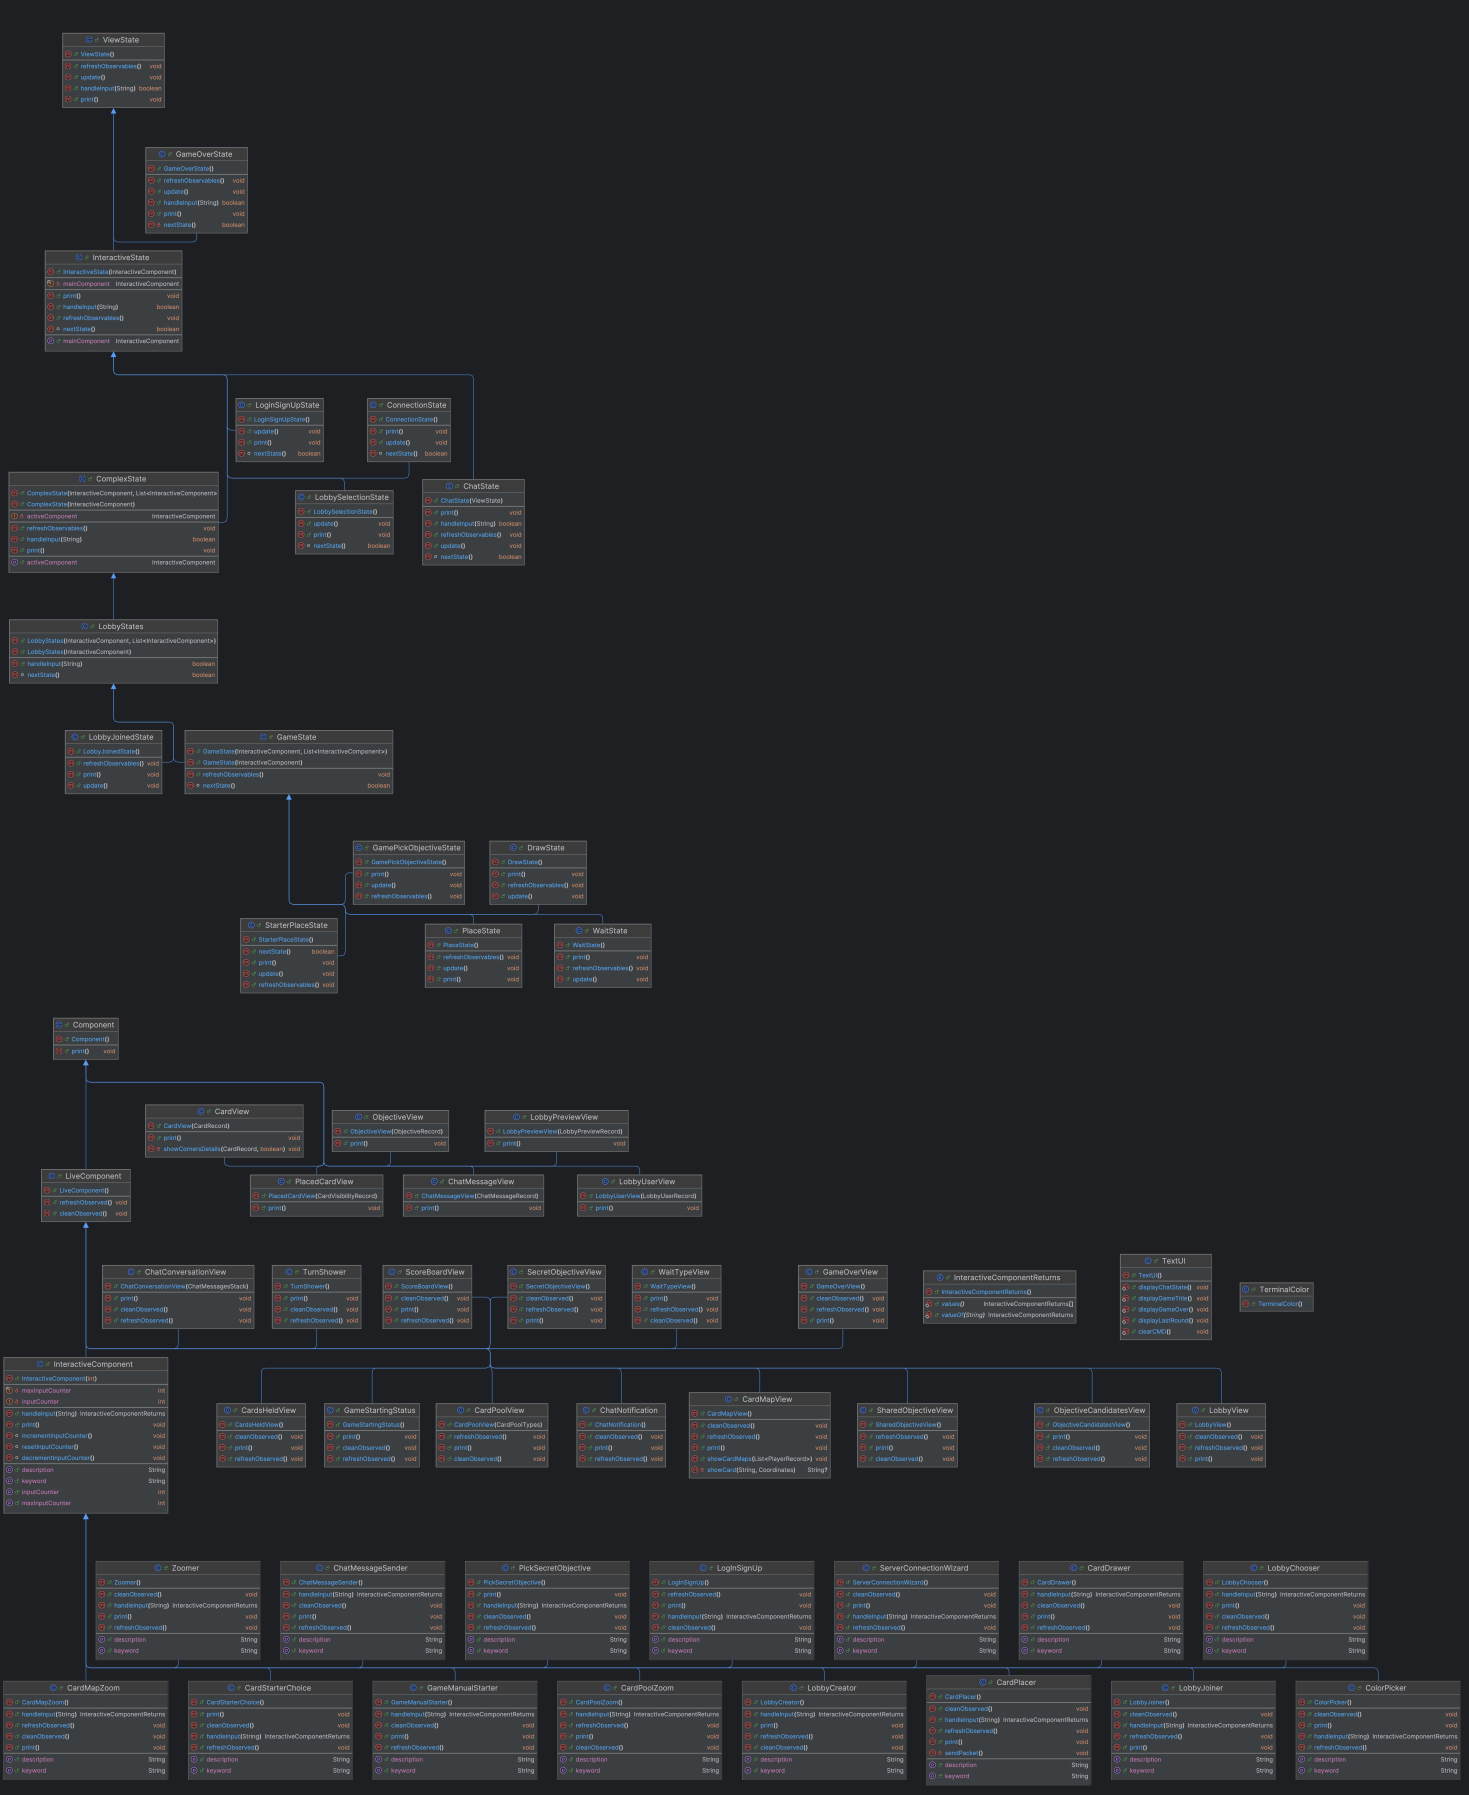 ViewState
ViewState()
refreshObservables() void
update() void
handleInput(String) boolean
print() void
GameOverState
GameOverState()
refreshObservables() void
update() void
handleInput(String) boolean
print() void
nextState() boolean
InteractiveState
InteractiveState(InteractiveComponent)
mainComponent InteractiveComponent
print() void
handleInput(String) boolean
refreshObservables() void
nextState() boolean
mainComponent InteractiveComponent
LoginSignUpState
LoginSignUpState()
update() void
print() void
nextState() boolean
ConnectionState
ConnectionState()
print() void
update() void
nextState() boolean
ComplexState
ComplexState(InteractiveComponent, List<InteractiveComponent>
ComplexState(InteractiveComponent)
activeComponent InteractiveComponent
refreshObservables() void
handleInput(String) boolean
print() void
activeComponent InteractiveComponent
LobbySelectionState
LobbySelectionState()
update() void
print() void
nextState() boolean
ChatState
ChatState(ViewState)
print() void
handleInput(String) boolean
refreshObservables() void
update() void
nextState() boolean
LobbyStates
LobbyStates(InteractiveComponent, List<InteractiveComponent>)
LobbyStates(InteractiveComponent)
handleInput(String) boolean
nextState() boolean
LobbyJoinedState
LobbyJoinedState()
refreshObservables() void
print() void
update() void
GameState
GameState(InteractiveComponent, List<InteractiveComponent>)
GameState(InteractiveComponent)
refreshObservables() void
nextState() boolean
GamePickObjectiveState
GamePickObjectiveState()
print() void
update() void
refreshObservables() void
DrawState
DrawState()
print() void
refreshObservables() void
update() void
StarterPlaceState
StarterPlaceState()
nextState() boolean
print() void
update() void
refreshObservables() void
PlaceState
PlaceState()
refreshObservables() void
update() void
print() void
WaitState
WaitState()
print() void
refreshObservables() void
update() void
Component
Component()
print() void
CardView
CardView(CardRecord)
print() void
showCornersDetails(CardRecord, boolean) void
ObjectiveView
ObjectiveView(ObjectiveRecord)
print() void
LobbyPreviewView
LobbyPreviewView(LobbyPreviewRecord)
print() void
LiveComponent
LiveComponent()
refreshObserved() void
cleanObserved() void
PlacedCardView
PlacedCardView(CardVisibilityRecord)
print() void
ChatMessageView
ChatMessageView(ChatMessageRecord)
print() void
LobbyUserView
LobbyUserView(LobbyUserRecord)
print() void
ChatConversationView
ChatConversationView(ChatMessagesStack)
print() void
cleanObserved() void
refreshObserved() void
TurnShower
TurnShower()
print() void
cleanObserved() void
refreshObserved() void
ScoreBoardView
ScoreBoardView()
cleanObserved() void
print() void
refreshObserved() void
SecretObjectiveView
SecretObjectiveView()
cleanObserved() void
refreshObserved() void
print() void
WaitTypeView
WaitTypeView()
print() void
refreshObserved() void
cleanObserved() void
GameOverView
GameOverView()
cleanObserved() void
refreshObserved() void
print() void
InteractiveComponentReturns
InteractiveComponentReturns()
values() InteractiveComponentReturns[]
valueOf(String) InteractiveComponentReturns
TextUI
TextUI()
displayChatState() void
displayGameTitle() void
displayGameOver() void
displayLastRound() void
clearCMD() void
TerminalColor
TerminalColor()
InteractiveComponent
InteractiveComponent(int)
maxInputCounter int
inputCounter int
handleInput(String) InteractiveComponentReturns
print() void
incrementInputCounter() void
resetInputCounter() void
decrementInputCounter() void
description String
keyword String
inputCounter int
maxInputCounter int
CardsHeldView
CardsHeldView()
cleanObserved() void
print() void
refreshObserved() void
GameStartingStatus
GameStartingStatus()
print() void
cleanObserved() void
refreshObserved() void
CardPoolView
CardPoolView(CardPoolTypes)
refreshObserved() void
print() void
cleanObserved() void
ChatNotification
ChatNotification()
cleanObserved() void
print() void
refreshObserved() void
CardMapView
CardMapView()
cleanObserved() void
refreshObserved() void
print() void
showCardMaps(List<PlayerRecord>) void
showCard(String, Coordinates) String?
SharedObjectiveView
SharedObjectiveView()
refreshObserved() void
print() void
cleanObserved() void
ObjectiveCandidatesView
ObjectiveCandidatesView()
print() void
cleanObserved() void
refreshObserved() void
LobbyView
LobbyView()
cleanObserved() void
refreshObserved() void
print() void
Zoomer
Zoomer()
cleanObserved() void
handleInput(String) InteractiveComponentReturns
print() void
refreshObserved() void
description String
keyword String
ChatMessageSender
ChatMessageSender()
handleInput(String) InteractiveComponentReturns
cleanObserved() void
print() void
refreshObserved() void
description String
keyword String
PickSecretObjective
PickSecretObjective()
print() void
handleInput(String) InteractiveComponentReturns
cleanObserved() void
refreshObserved() void
description String
keyword String
LogInSignUp
LogInSignUp()
refreshObserved() void
print() void
handleInput(String) InteractiveComponentReturns
cleanObserved() void
description String
keyword String
ServerConnectionWizard
ServerConnectionWizard()
cleanObserved() void
print() void
handleInput(String) InteractiveComponentReturns
refreshObserved() void
description String
keyword String
CardDrawer
CardDrawer()
handleInput(String) InteractiveComponentReturns
cleanObserved() void
print() void
refreshObserved() void
description String
keyword String
LobbyChooser
LobbyChooser()
handleInput(String) InteractiveComponentReturns
print() void
cleanObserved() void
refreshObserved() void
description String
keyword String
CardMapZoom
CardMapZoom()
handleInput(String) InteractiveComponentReturns
refreshObserved() void
cleanObserved() void
print() void
description String
keyword String
CardStarterChoice
CardStarterChoice()
print() void
cleanObserved() void
handleInput(String) InteractiveComponentReturns
refreshObserved() void
description String
keyword String
GameManualStarter
GameManualStarter()
handleInput(String) InteractiveComponentReturns
cleanObserved() void
print() void
refreshObserved() void
description String
keyword String
CardPoolZoom
CardPoolZoom()
handleInput(String) InteractiveComponentReturns
refreshObserved() void
print() void
cleanObserved() void
description String
keyword String
LobbyCreator
LobbyCreator()
handleInput(String) InteractiveComponentReturns
print() void
refreshObserved() void
cleanObserved() void
description String
keyword String
CardPlacer
CardPlacer()
cleanObserved() void
handleInput(String) InteractiveComponentReturns
refreshObserved() void
print() void
sendPacket() void
description String
keyword String
LobbyJoiner
LobbyJoiner()
cleanObserved() void
handleInput(String) InteractiveComponentReturns
refreshObserved() void
print() void
description String
keyword String
ColorPicker
ColorPicker()
cleanObserved() void
print() void
handleInput(String) InteractiveComponentReturns
refreshObserved() void
description String
keyword String